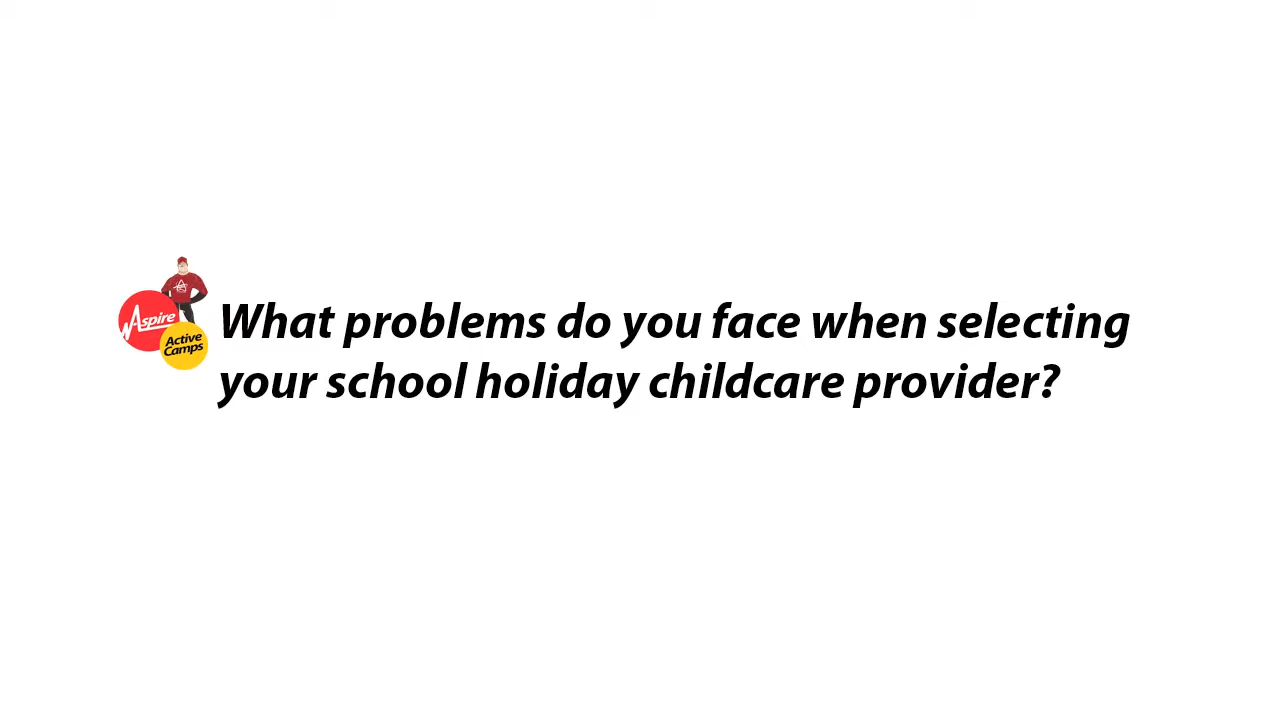 Aspire
Active
Camps
What problems do you face when selecting
your school holiday childcare provider?